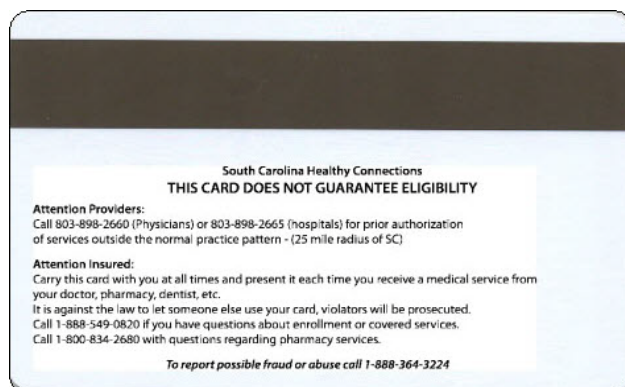 South Carolina Healthy Connections
THIS CARD DOES NOT GUARANTEE ELIGIBILITY
Attention Providers:
Call 803-898-2660 (Physicians) or 803-898-2665 (hospitals) for prior authorization
of services outside the normal practice pattern - (25 mile radius of SC)
Attention Insured:
Carry this card with you at all times and present it each time you receive a medical service from
your doctor, pharmacy, dentist, etc.
It is against the law to let someone else use your card, violators will be prosecuted.
Call 1-888-549-0820 if you have questions about enrollment or covered services.
Call 1-800-834-2680 with questions regarding pharmacy services.
To report possible fraud or abuse call 1-888-364-3224